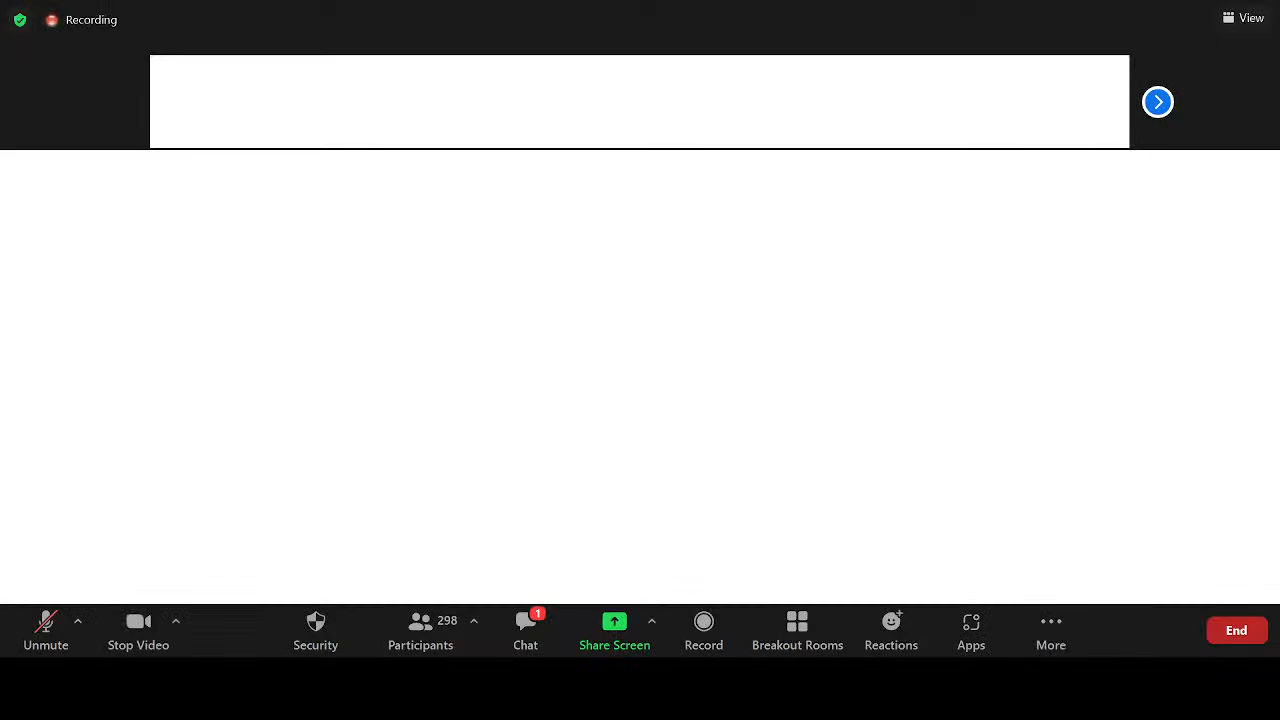 Recording
View
298
1
Unmute
Stop Video
Security
Participants
Chat
Share Screen
Record
Breakout Rooms
Reactions
Apps
More
End